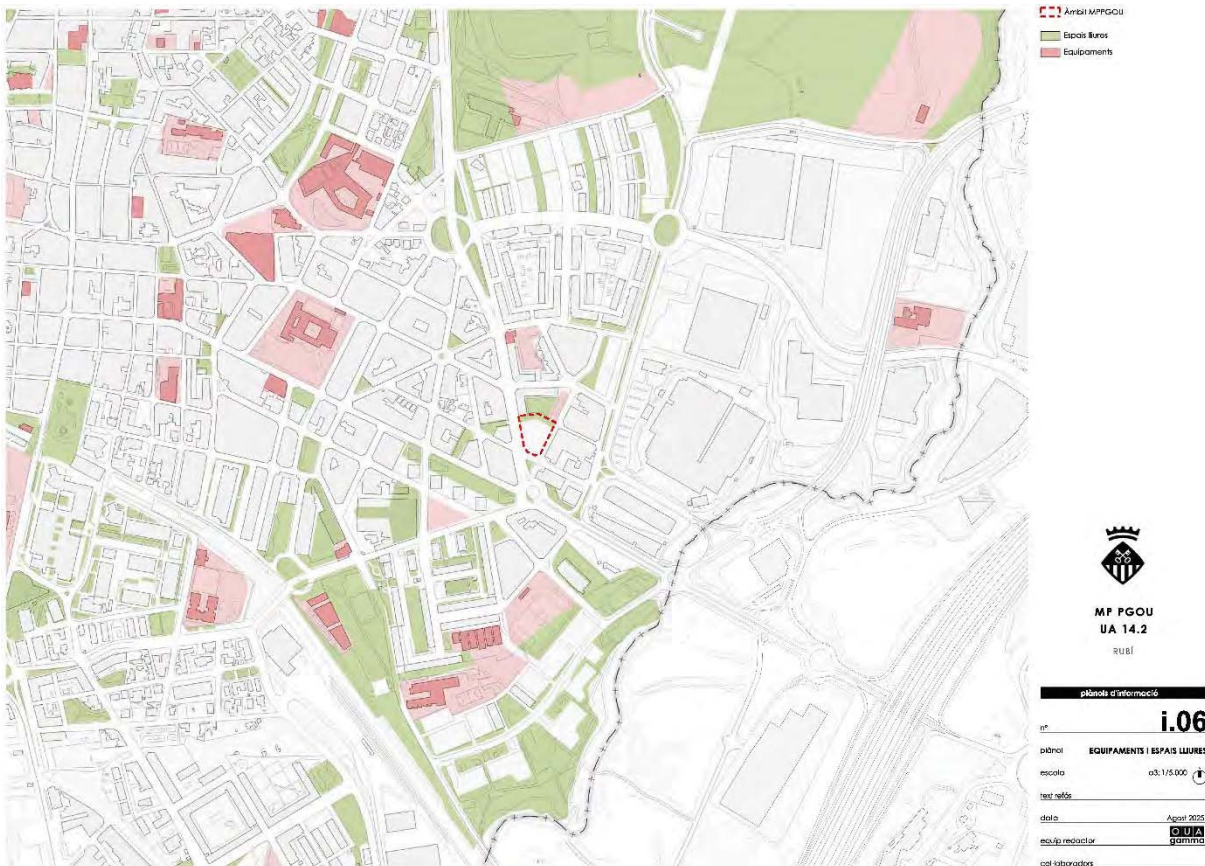 Àmbit MPPGOU
Espais lliures
Equipaments
MP PGOU
UA 14.2
RUBÍ
plànols d'informació
nº i.06
plànol EQUIPAMENTS I ESPAIS LLIURES
escala a3: 1/5.000
text refós
data Agost 2025
equip redactor OUA gamma
col·laboradors